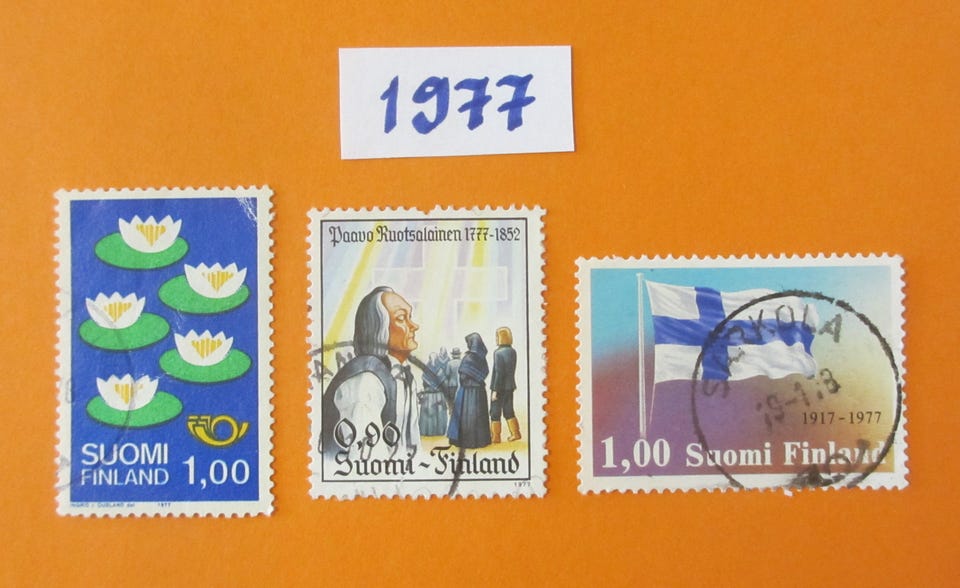 1977
SUOMI
FINLAND 1,00
1977
Paavo Ruotsalainen 1777-1852
0,90
Suomi-Finland
1977
1917-1977
1,00 Suomi Finland